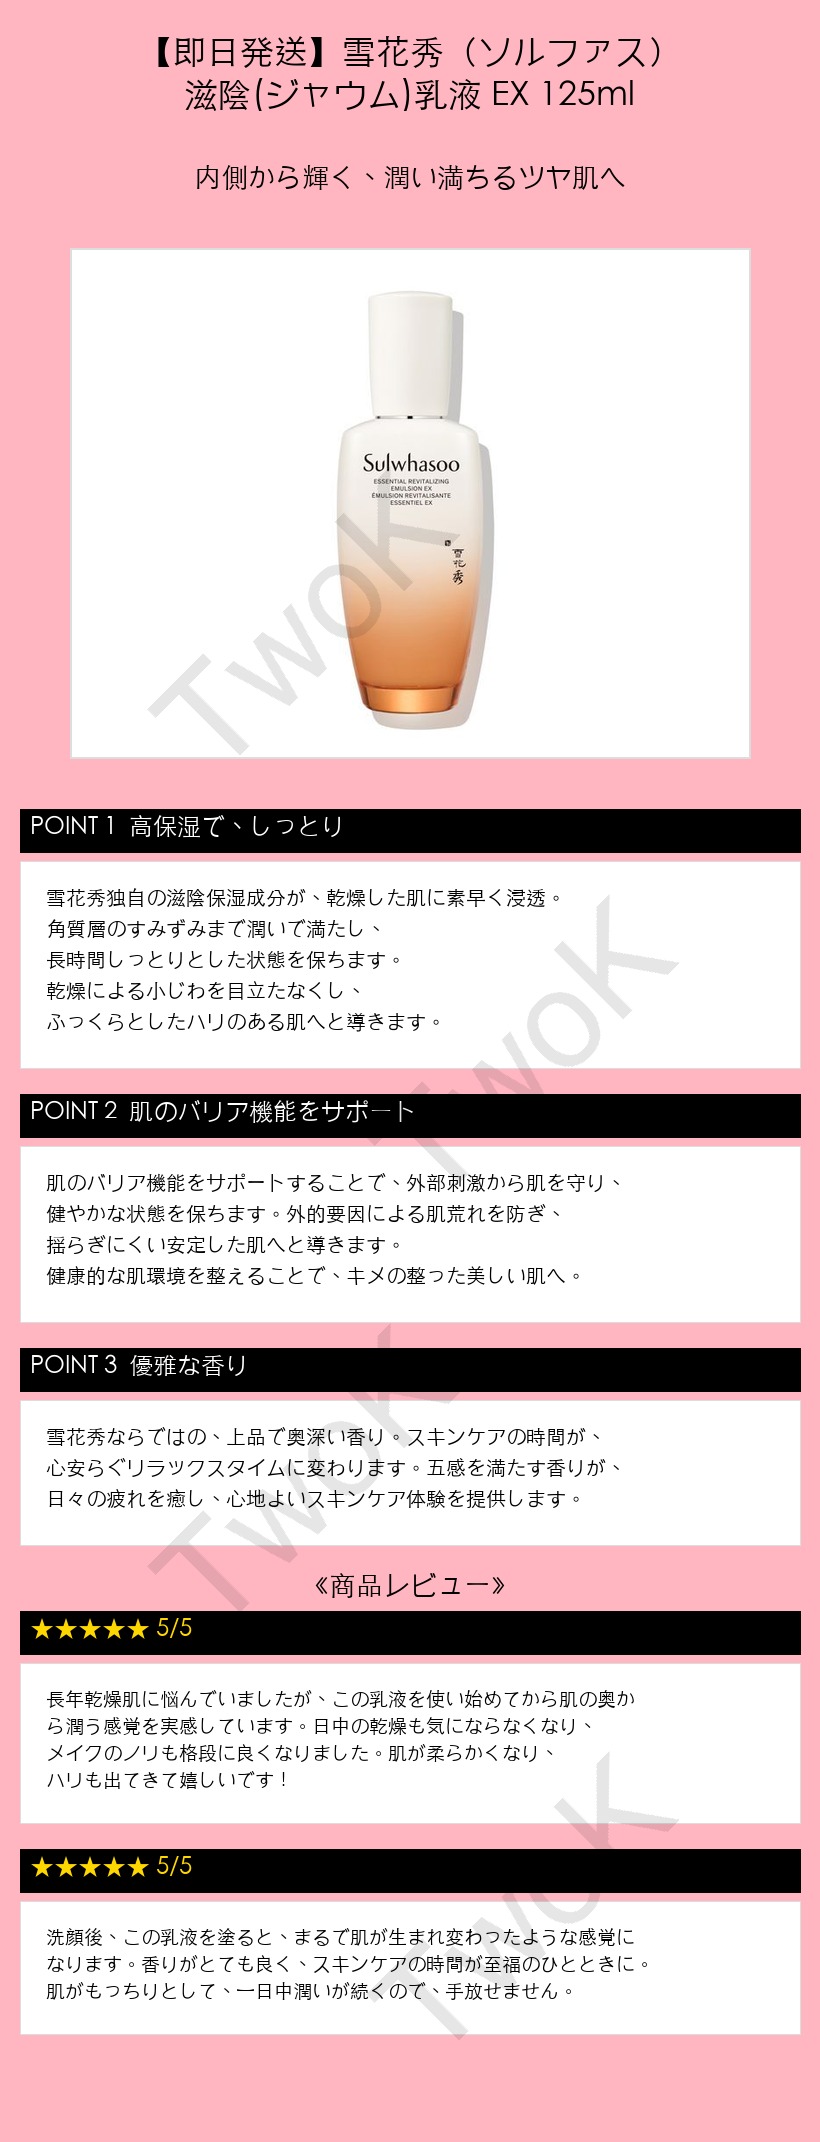 【即日発送】雪花秀（ソルファス）
滋陰(ジャウム)乳液 EX 125ml
内側から輝く、潤い満ちるツヤ肌へ
Sulwhasoo
ESSENTIAL REVITALIZING
EMULSION EX
ÉMULSION REVITALISANTE
ESSENTIEL EX
雪花秀
TwoK
POINT 1 高保湿で、しっとり
雪花秀独自の滋陰保湿成分が、乾燥した肌に素早く浸透。
角質層のすみずみまで潤いで満たし、
長時間しっとりとした状態を保ちます。
乾燥による小じわを目立たなくし、
ふっくらとしたハリのある肌へと導きます。
TwoK
POINT 2 肌のバリア機能をサポート
肌のバリア機能をサポートすることで、外部刺激から肌を守り、
健やかな状態を保ちます。外的要因による肌荒れを防ぎ、
揺らぎにくい安定した肌へと導きます。
健康的な肌環境を整えることで、キメの整った美しい肌へ。
POINT 3 優雅な香り
雪花秀ならではの、上品で奥深い香り。スキンケアの時間が、
心安らぐリラックスタイムに変わります。五感を満たす香りが、
日々の疲れを癒し、心地よいスキンケア体験を提供します。
TwoK
《商品レビュー》
★★★★★ 5/5
長年乾燥肌に悩んでいましたが、この乳液を使い始めてから肌の奥か
ら潤う感覚を実感しています。日中の乾燥も気にならなくなり、
メイクのノリも格段に良くなりました。肌が柔らかくなり、
ハリも出てきて嬉しいです！
★★★★★ 5/5
洗顔後、この乳液を塗ると、まるで肌が生まれ変わったような感覚に
なります。香りがとても良く、スキンケアの時間が至福のひとときに。
肌がもっちりとして、一日中潤いが続くので、手放せません。
TwoK